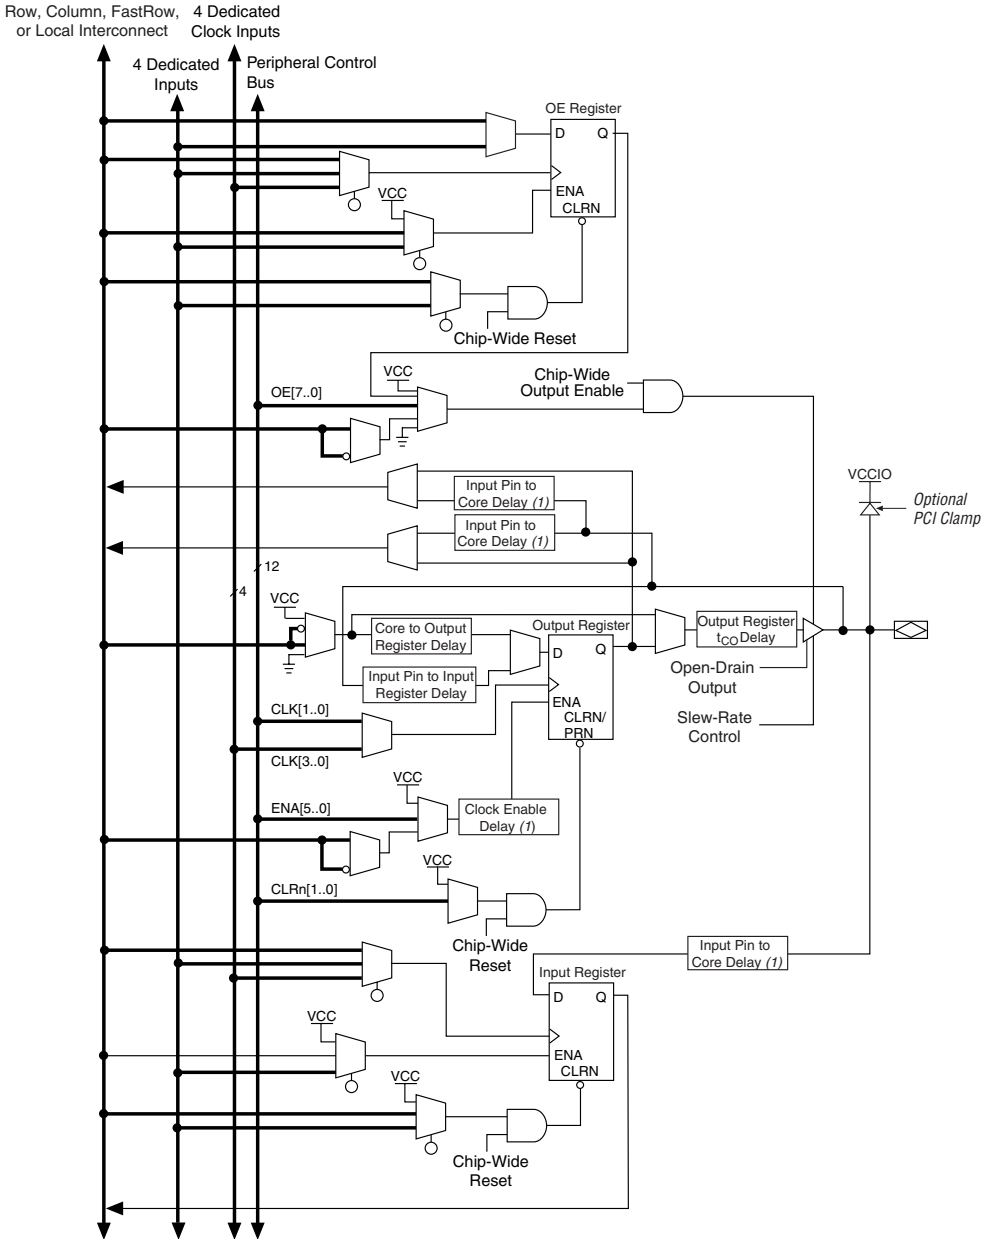 Row, Column, FastRow,
or Local Interconnect
4 Dedicated
Clock Inputs
4 Dedicated
Inputs
Peripheral Control
Bus
OE Register
D Q
ENA
CLRN
VCC
Chip-Wide Reset
VCC
OE[7..0]
Chip-Wide
Output Enable
Input Pin to
Core Delay (1)
Input Pin to
Core Delay (1)
VCCIO
Optional
PCI Clamp
12
4
VCC
Core to Output
Register Delay
Input Pin to Input
Register Delay
Output Register
D Q
ENA
CLRN/
PRN
Output Register
tCO Delay
Open-Drain
Output
Slew-Rate
Control
CLK[1..0]
CLK[3..0]
VCC
ENA[5..0]
Clock Enable
Delay (1)
VCC
CLRn[1..0]
Chip-Wide
Reset
Input Pin to
Core Delay (1)
Input Register
D Q
ENA
CLRN
VCC
VCC
Chip-Wide
Reset